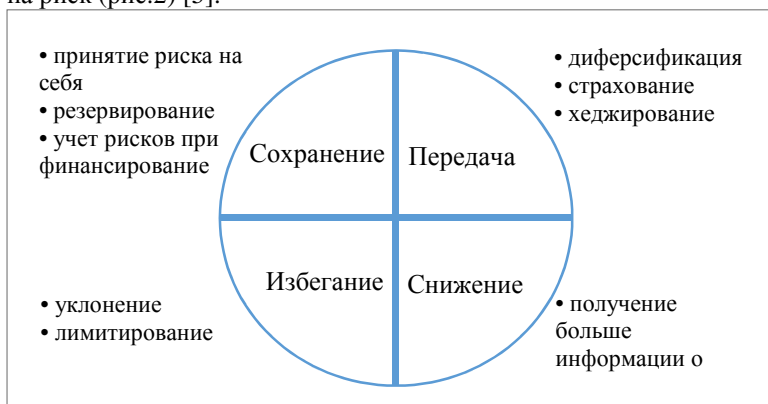 на риск (рис.2) [5].
• принятие риска на
себя
• резервирование
• учет рисков при
финансирование
• диферсификация
• страхование
• хеджирование
Сохранение
Передача
Избегание
Снижение
• уклонение
• лимитирование
• получение
больше
информации о